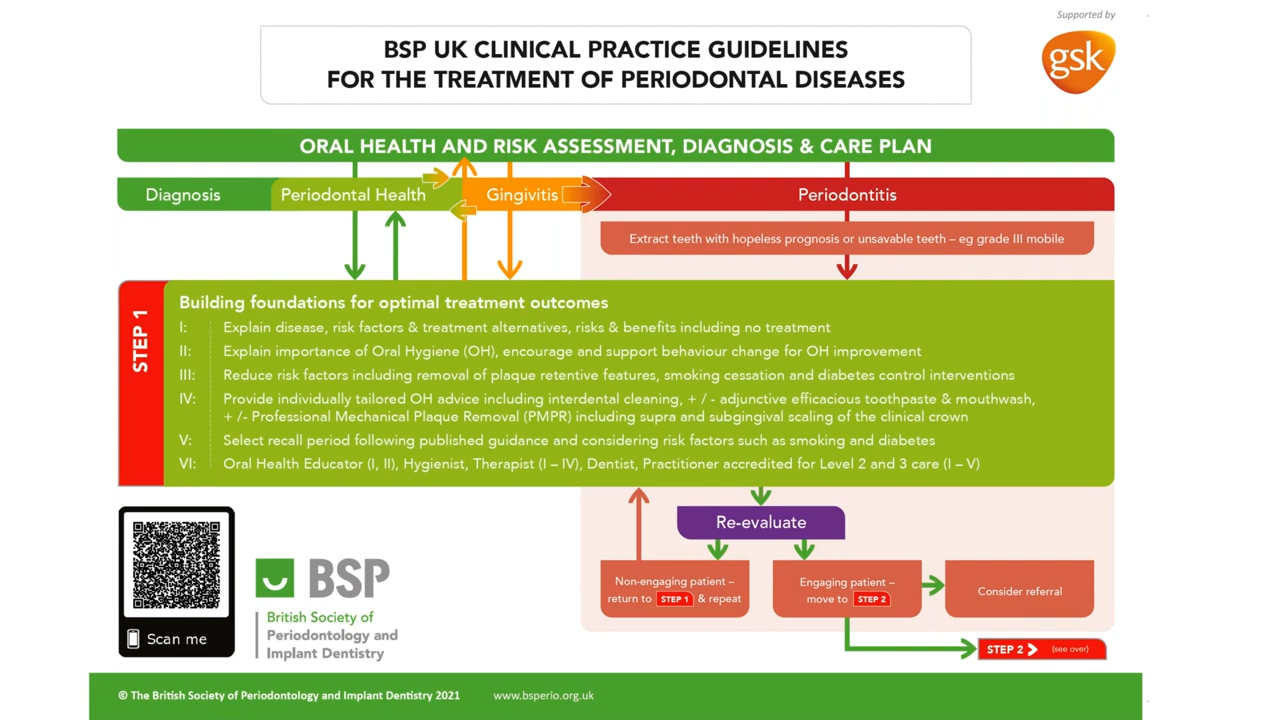 Supported by
gsk
BSP UK CLINICAL PRACTICE GUIDELINES
FOR THE TREATMENT OF PERIODONTAL DISEASES
ORAL HEALTH AND RISK ASSESSMENT, DIAGNOSIS & CARE PLAN
Diagnosis
Periodontal Health
Gingivitis
Periodontitis
Extract teeth with hopeless prognosis or unsavable teeth – eg grade III mobile
STEP 1
Building foundations for optimal treatment outcomes
I: Explain disease, risk factors & treatment alternatives, risks & benefits including no treatment
II: Explain importance of Oral Hygiene (OH), encourage and support behaviour change for OH improvement
III: Reduce risk factors including removal of plaque retentive features, smoking cessation and diabetes control interventions
IV: Provide individually tailored OH advice including interdental cleaning, + / - adjunctive efficacious toothpaste & mouthwash,
+ /- Professional Mechanical Plaque Removal (PMPR) including supra and subgingival scaling of the clinical crown
V: Select recall period following published guidance and considering risk factors such as smoking and diabetes
VI: Oral Health Educator (I, II), Hygienist, Therapist (I – IV), Dentist, Practitioner accredited for Level 2 and 3 care (I – V)
Re-evaluate
Non-engaging patient –
return to STEP 1 & repeat
Engaging patient –
move to STEP 2
Consider referral
STEP 2 (see over)
Scan me
BSP
British Society of
Periodontology and
Implant Dentistry
© The British Society of Periodontology and Implant Dentistry 2021
www.bsperio.org.uk